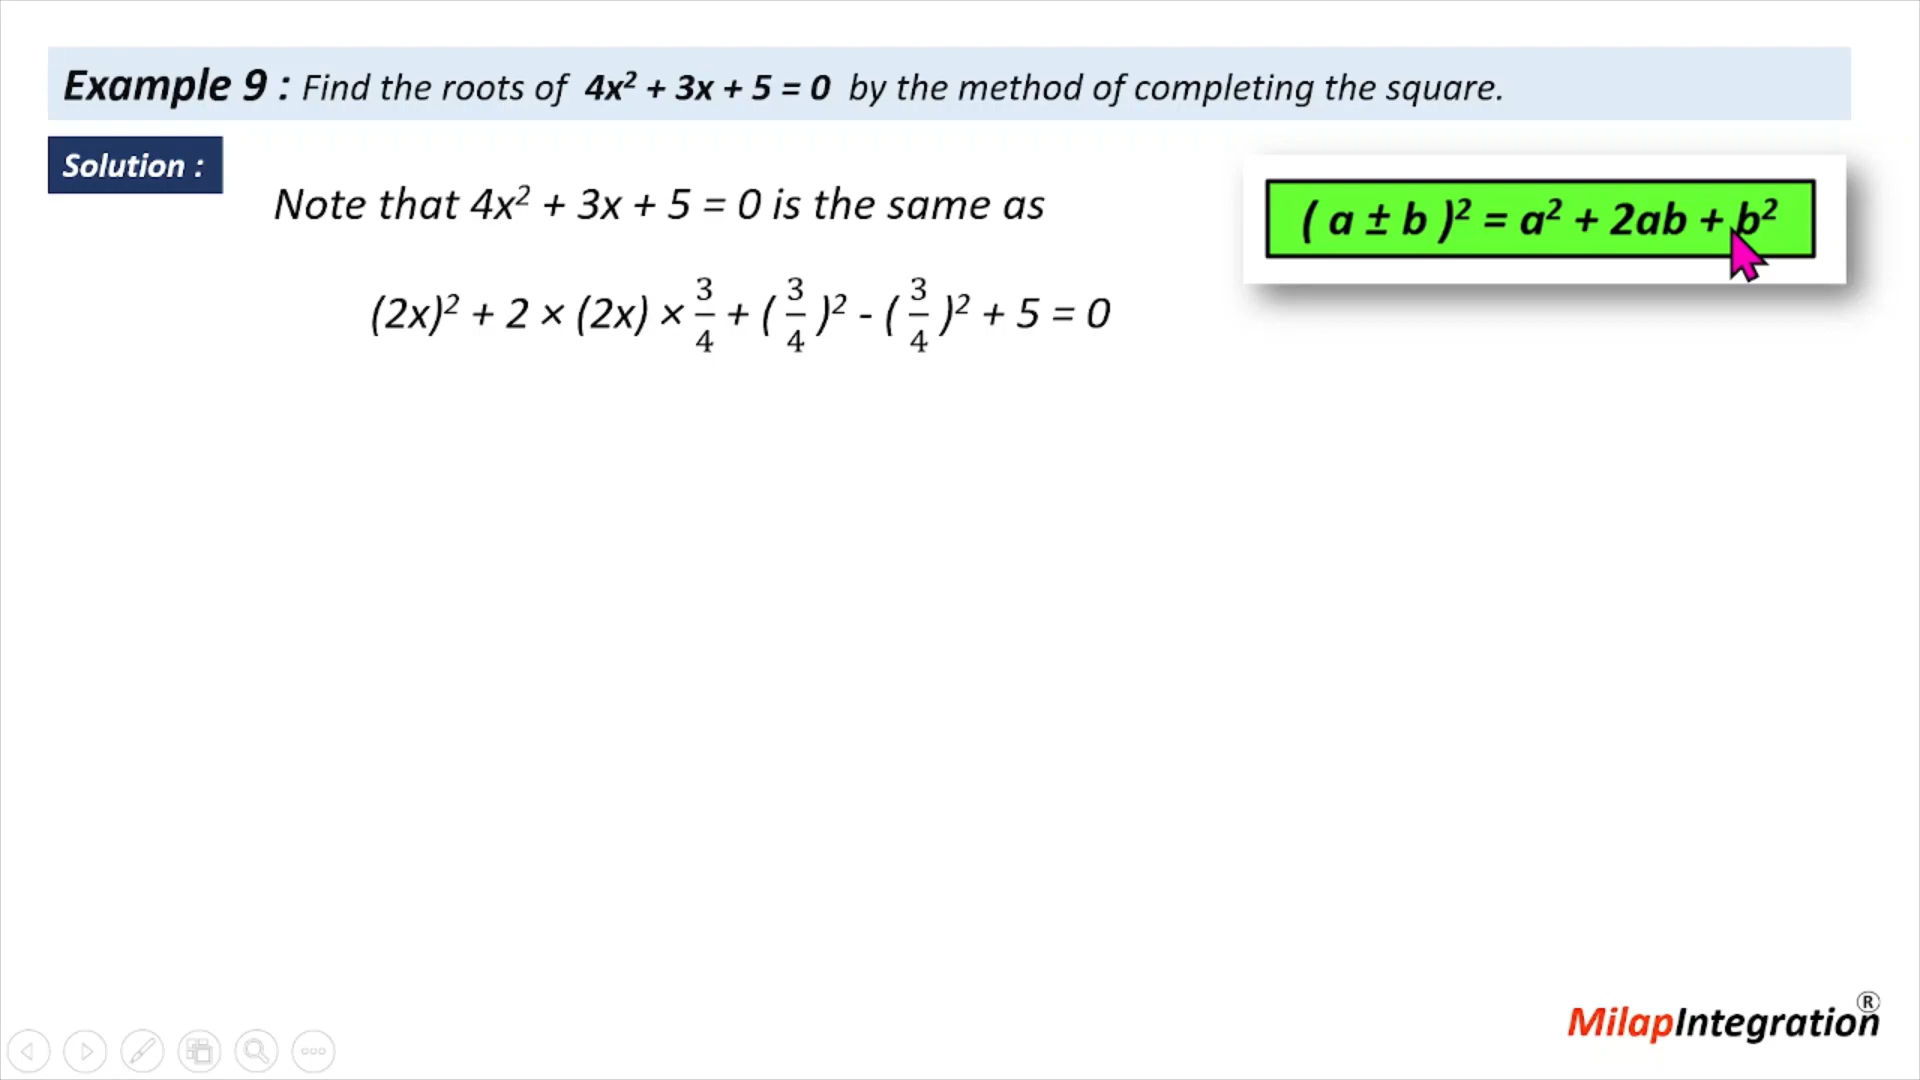 Example 9 : Find the roots of 4x² + 3x + 5 = 0 by the method of completing the square.
Solution :
Note that 4x² + 3x + 5 = 0 is the same as
( a ± b )² = a² + 2ab + b²
(2x)² + 2 × (2x) × 3/4 + ( 3/4 )² - ( 3/4 )² + 5 = 0
MilapIntegration®